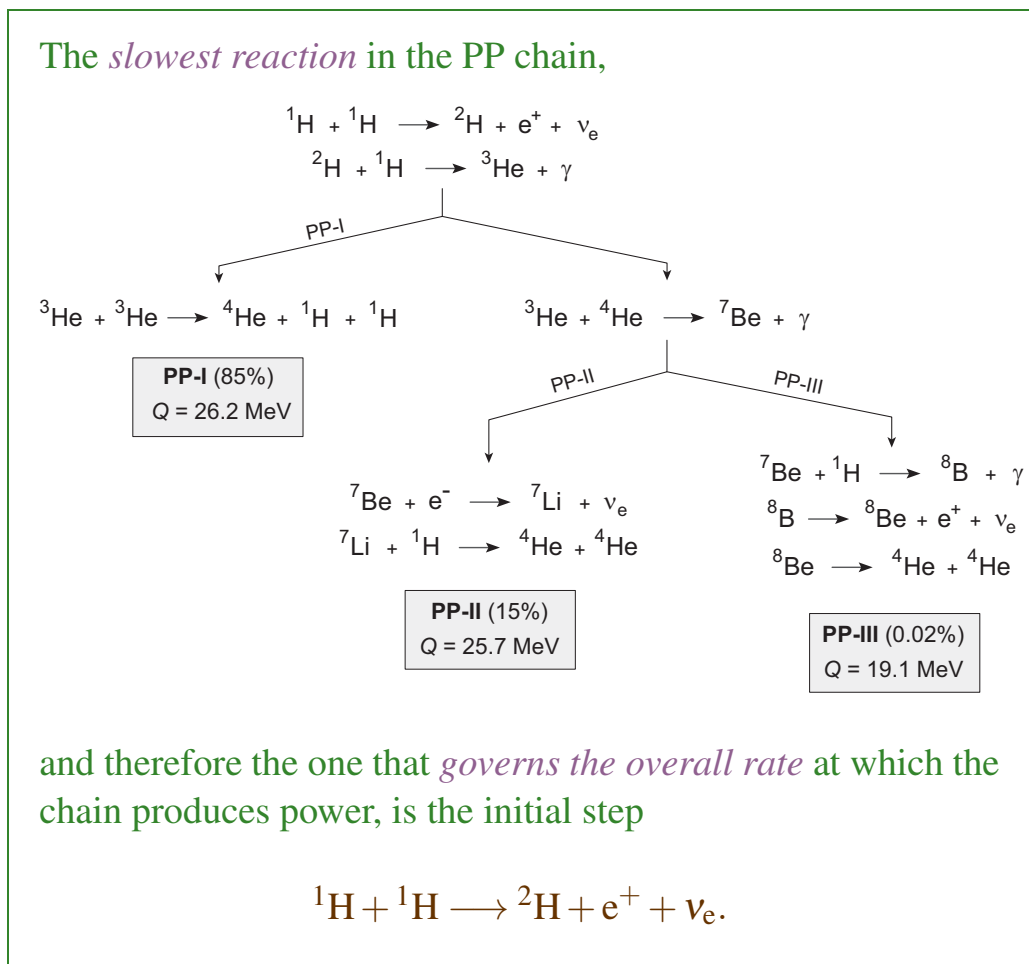 The slowest reaction in the PP chain,
¹H + ¹H ⟶ ²H + e⁺ + νₑ
²H + ¹H ⟶ ³He + γ
PP-I
³He + ³He ⟶ ⁴He + ¹H + ¹H
³He + ⁴He ⟶ ⁷Be + γ
PP-I (85%)
Q = 26.2 MeV
PP-II
PP-III
⁷Be + e⁻ ⟶ ⁷Li + νₑ
⁷Li + ¹H ⟶ ⁴He + ⁴He
PP-II (15%)
Q = 25.7 MeV
⁷Be + ¹H ⟶ ⁸B + γ
⁸B ⟶ ⁸Be + e⁺ + νₑ
⁸Be ⟶ ⁴He + ⁴He
PP-III (0.02%)
Q = 19.1 MeV
and therefore the one that governs the overall rate at which the
chain produces power, is the initial step
¹H + ¹H ⟶ ²H + e⁺ + νₑ.